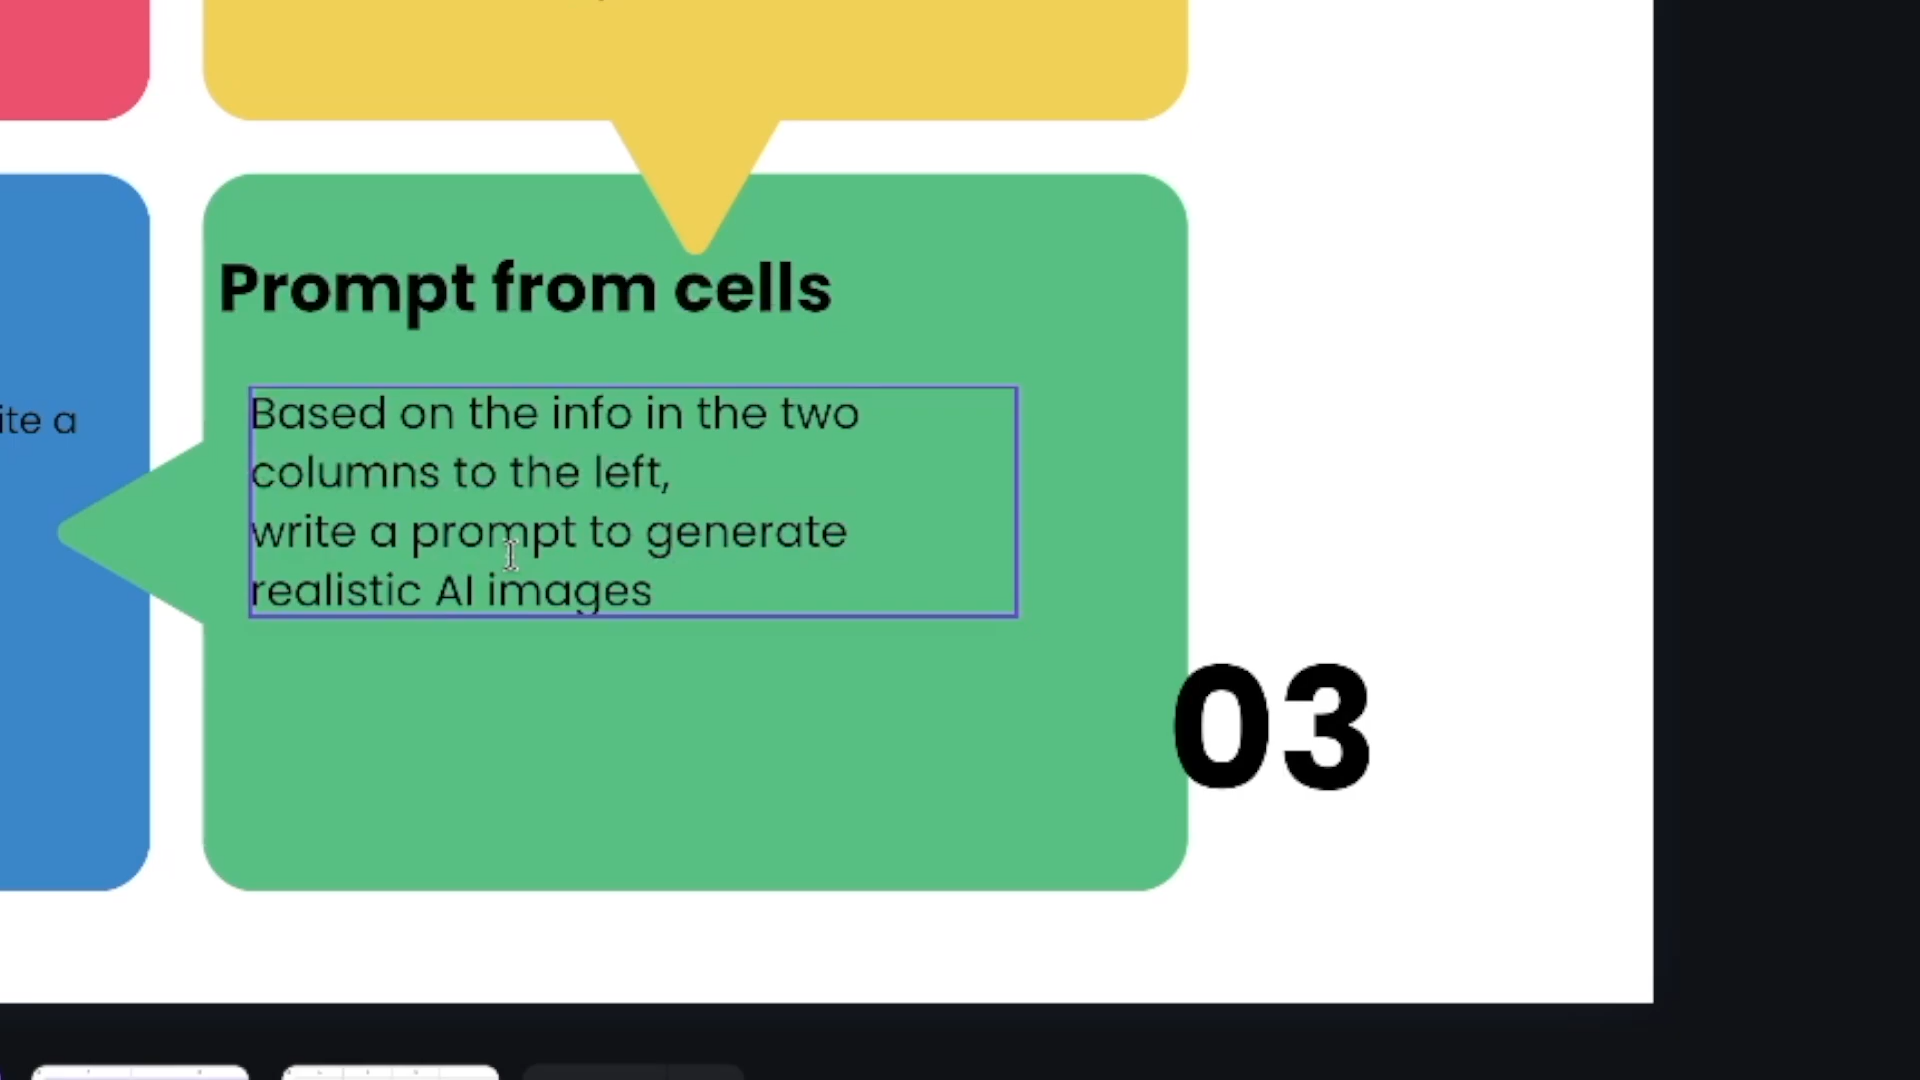 ite a
Prompt from cells
Based on the info in the two
columns to the left,
write a prompt to generate
realistic AI images
03